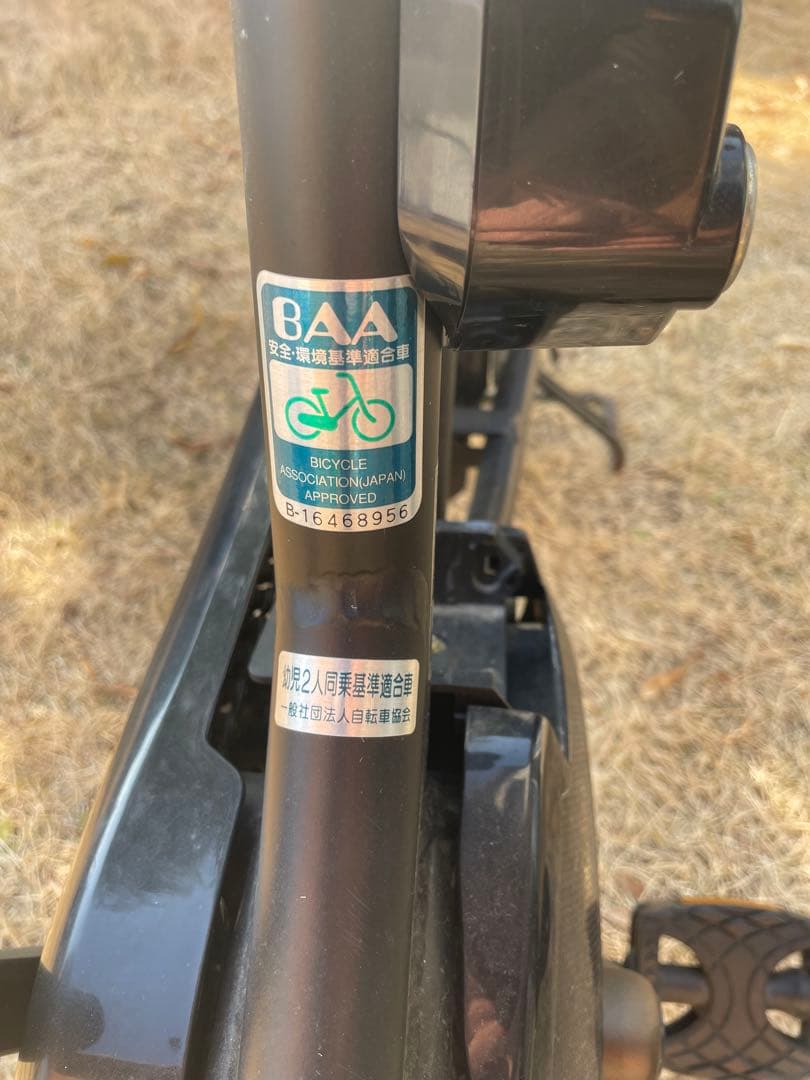 BAA
安全・環境基準適合車
BICYCLE
ASSOCIATION(JAPAN)
APPROVED
B-16468956
幼児2人同乗基準適合車
一般社団法人自転車協会